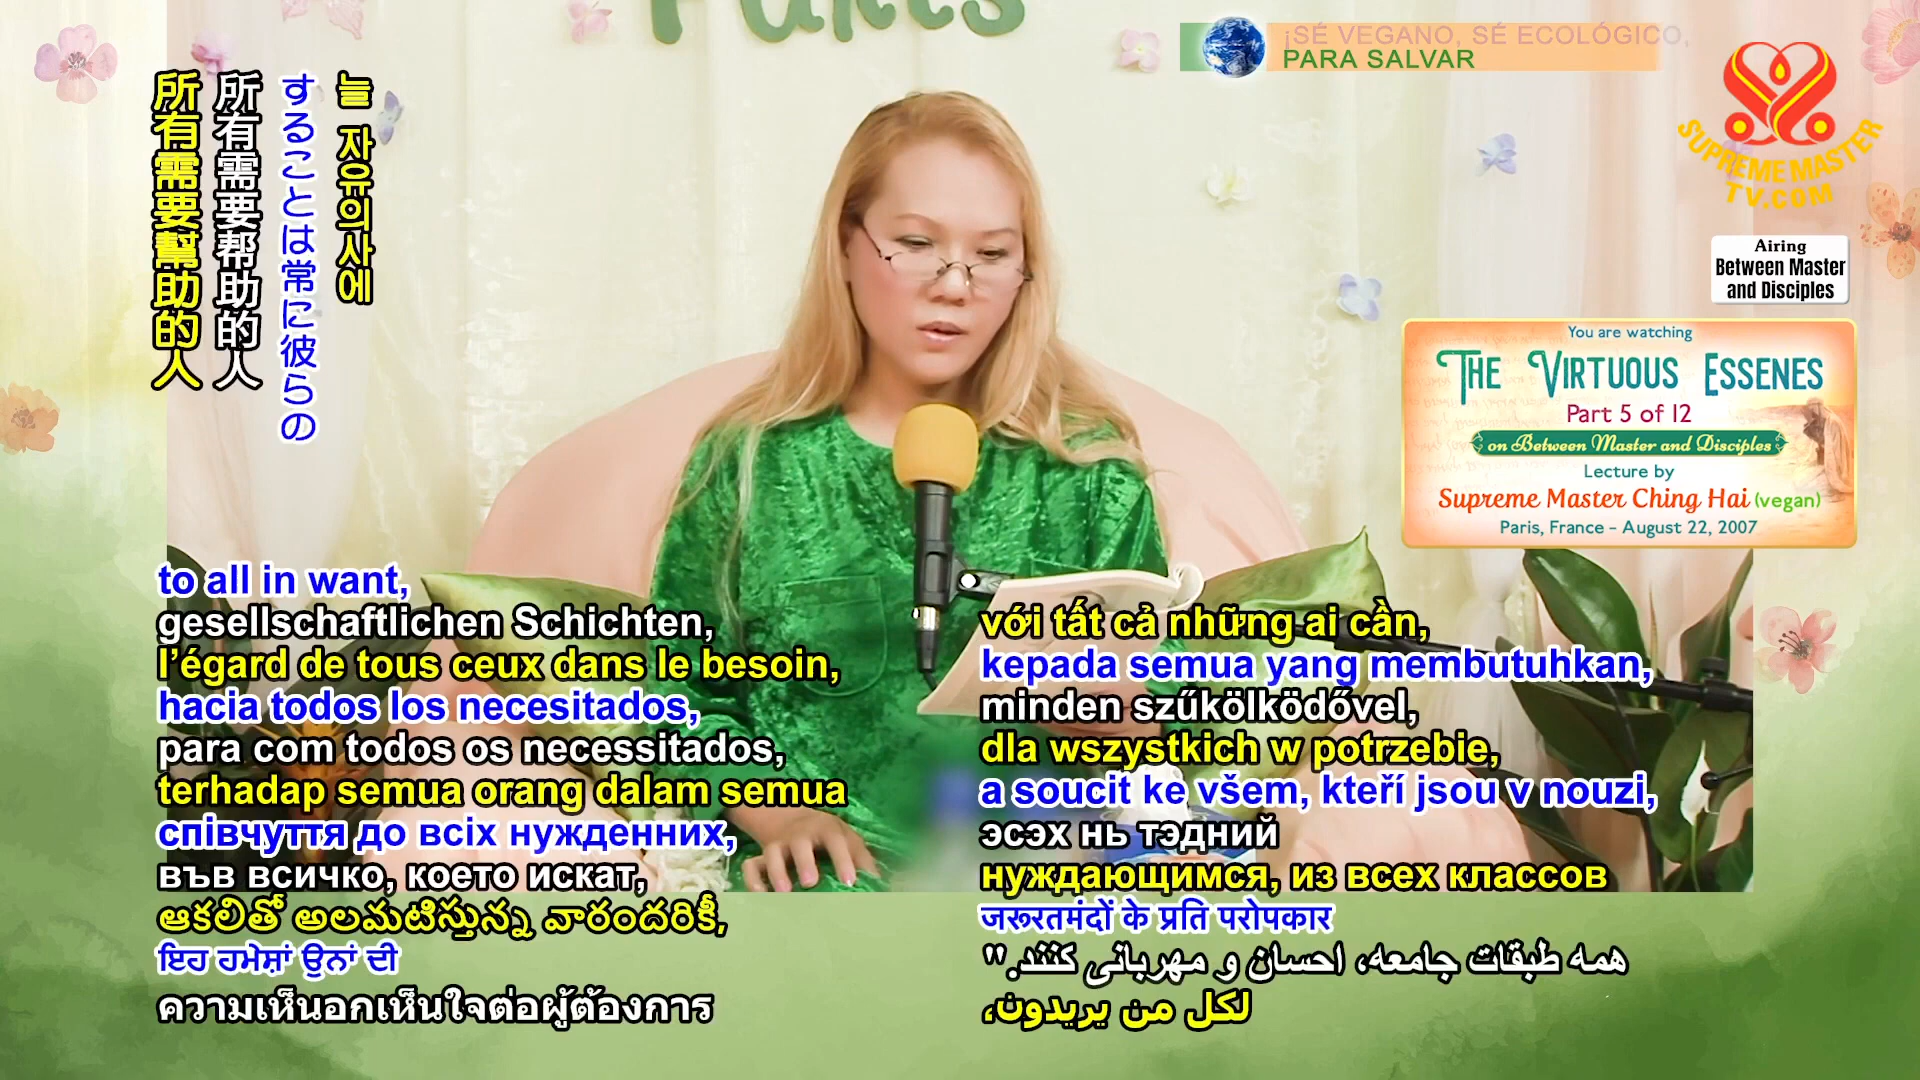 Paris
¡SÉ VEGANO, SÉ ECOLÓGICO,
PARA SALVAR
SUPREME MASTER
TV.COM
Airing
Between Master
and Disciples
You are watching
THE VIRTUOUS ESSENES
Part 5 of 12
on Between Master and Disciples
Lecture by
Supreme Master Ching Hai (vegan)
Paris, France - August 22, 2007
늘 자유의사에
することは常に彼らの
所有需要帮助的人
所有需要幫助的人
to all in want,
gesellschaftlichen Schichten,
l’égard de tous ceux dans le besoin,
hacia todos los necesitados,
para com todos os necessitados,
terhadap semua orang dalam semua
співчуття до всіх нужденних,
във всичко, което искат,
ఆకలితో అలమటిస్తున్న వారందరికీ,
ਇਹ ਹਮੇਸ਼ਾਂ ਉਨਾਂ ਦੀ
ความเห็นอกเห็นใจต่อผู้ต้องการ
với tất cả những ai cần,
kepada semua yang membutuhkan,
minden szűkölködővel,
dla wszystkich w potrzebie,
a soucit ke všem, kteří jsou v nouzi,
эсэх нь тэдний
нуждающимся, из всех классов
जरूरतमंदों के प्रति परोपकार
همه طبقات جامعه، احسان و مهربانی کنند."
لكل من يريدون،